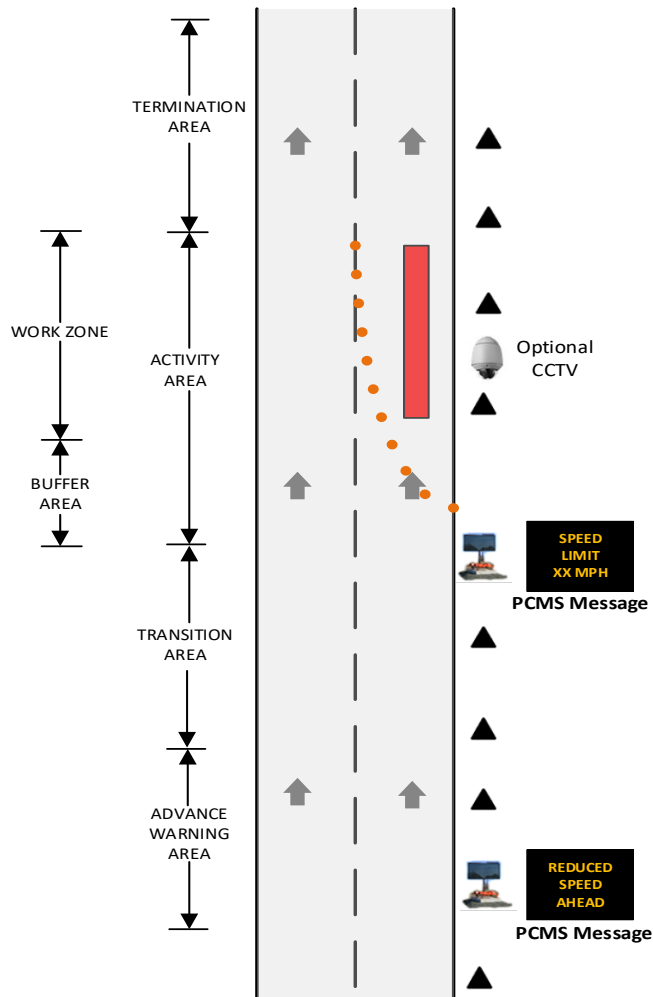 TERMINATION
AREA
WORK ZONE
ACTIVITY
AREA
Optional
CCTV
BUFFER
AREA
SPEED
LIMIT
XX MPH
PCMS Message
TRANSITION
AREA
ADVANCE
WARNING
AREA
REDUCED
SPEED
AHEAD
PCMS Message